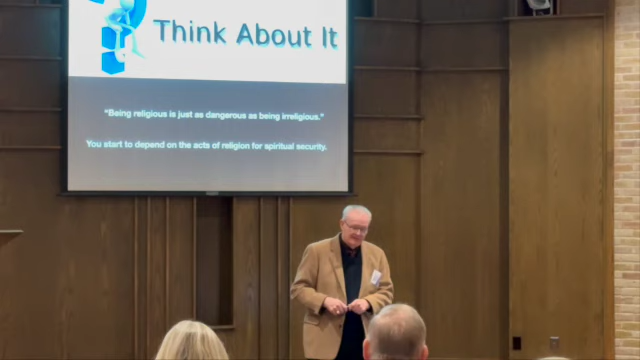 ?
Think About It
"Being religious is just as dangerous as being irreligious."
You start to depend on the acts of religion for spiritual security.